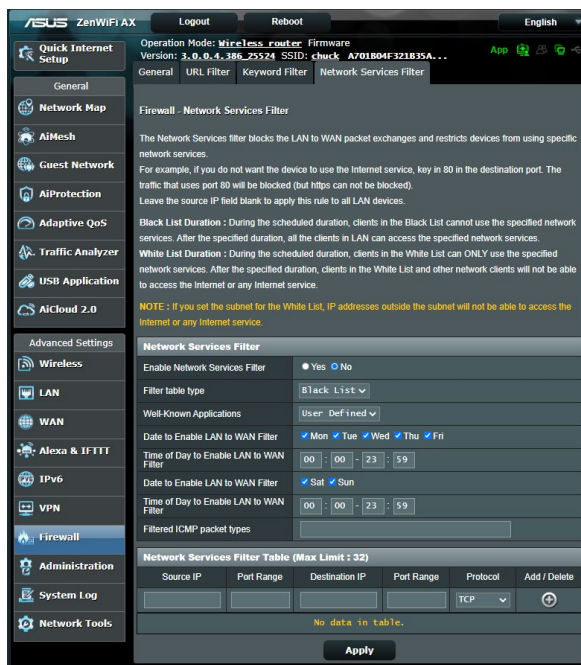 ASUS ZenWiFi AX
Logout
Reboot
English
Quick Internet Setup
Operation Mode: Wireless router Firmware
Version: 3.0.0.4.386_25524 SSID: chuck A701B04F321B35A...
App
General
URL Filter
Keyword Filter
Network Services Filter
General
Network Map
AiMesh
Guest Network
AiProtection
Adaptive QoS
Traffic Analyzer
USB Application
AiCloud 2.0
Advanced Settings
Wireless
LAN
WAN
Alexa & IFTTT
IPv6
VPN
Firewall
Administration
System Log
Network Tools
Firewall - Network Services Filter
The Network Services filter blocks the LAN to WAN packet exchanges and restricts devices from using specific
network services.
For example, if you do not want the device to use the Internet service, key in 80 in the destination port. The
traffic that uses port 80 will be blocked (but https can not be blocked).
Leave the source IP field blank to apply this rule to all LAN devices.
Black List Duration : During the scheduled duration, clients in the Black List cannot use the specified network
services. After the specified duration, all the clients in LAN can access the specified network services.
White List Duration : During the scheduled duration, clients in the White List can ONLY use the specified
network services. After the specified duration, clients in the White List and other network clients will not be able
to access the Internet or any Internet service.
NOTE : If you set the subnet for the White List, IP addresses outside the subnet will not be able to access the
Internet or any Internet service.
Network Services Filter
Enable Network Services Filter
Yes No
Filter table type
Black List
Well-Known Applications
User Defined
Date to Enable LAN to WAN Filter
Mon Tue Wed Thu Fri
Time of Day to Enable LAN to WAN
Filter
00 : 00 - 23 : 59
Date to Enable LAN to WAN Filter
Sat Sun
Time of Day to Enable LAN to WAN
Filter
00 : 00 - 23 : 59
Filtered ICMP packet types
Network Services Filter Table (Max Limit : 32)
Source IP
Port Range
Destination IP
Port Range
Protocol
Add / Delete
TCP
No data in table.
Apply